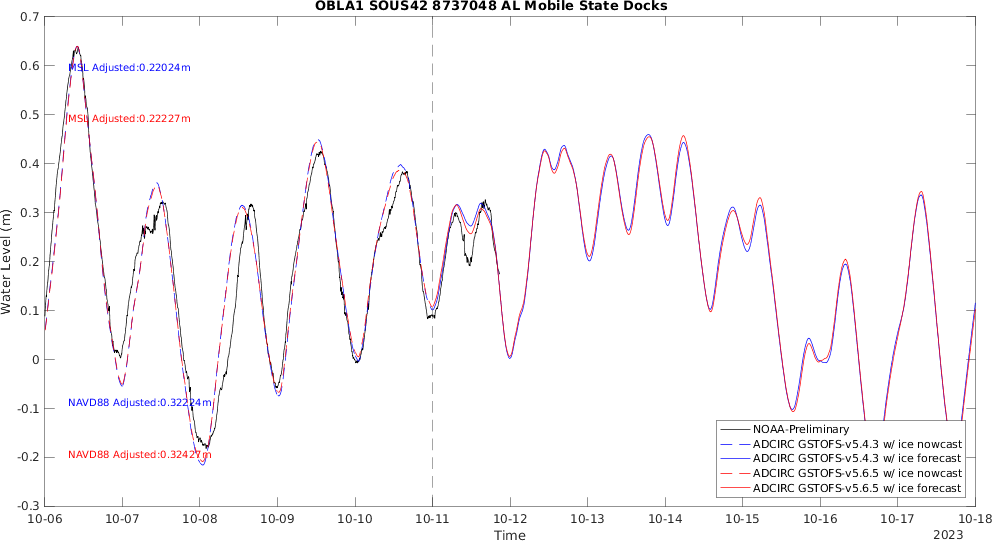 OBLA1 SOUS42 8737048 AL Mobile State Docks
0.7
0.6
0.5
0.4
0.3
0.2
0.1
0
-0.1
-0.2
-0.3
Water Level (m)
MSL Adjusted:0.22024m
MSL Adjusted:0.22227m
NAVD88 Adjusted:0.32224m
NAVD88 Adjusted:0.32427m
NOAA-Preliminary
ADCIRC GSTOFS-v5.4.3 w/ ice nowcast
ADCIRC GSTOFS-v5.4.3 w/ ice forecast
ADCIRC GSTOFS-v5.6.5 w/ ice nowcast
ADCIRC GSTOFS-v5.6.5 w/ ice forecast
10-06 10-07 10-08 10-09 10-10 10-11 10-12 10-13 10-14 10-15 10-16 10-17 10-18
Time
2023